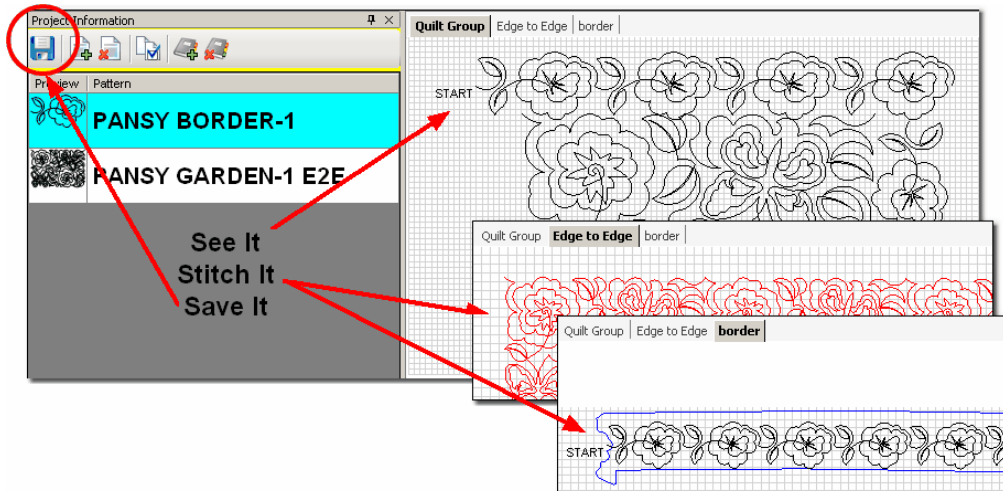 Project Information
Preview Pattern
PANSY BORDER-1
PANSY GARDEN-1 E2E
See It
Stitch It
Save It
Quilt Group Edge to Edge border
START
Quilt Group Edge to Edge border
Quilt Group Edge to Edge border
START